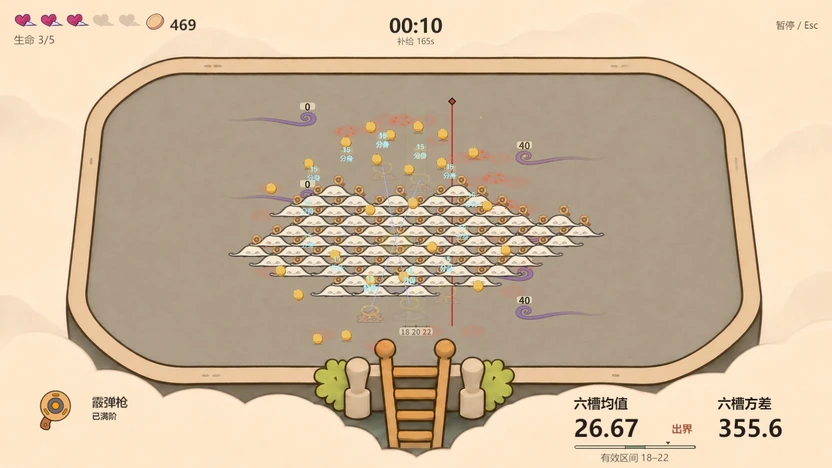 469
生命 3/5
00:10
补给 165s
暂停 / Esc
0
40
0
40
18 20 22
霰弹枪
已满阶
六槽均值
26.67
出界
有效区间 18–22
六槽方差
355.6